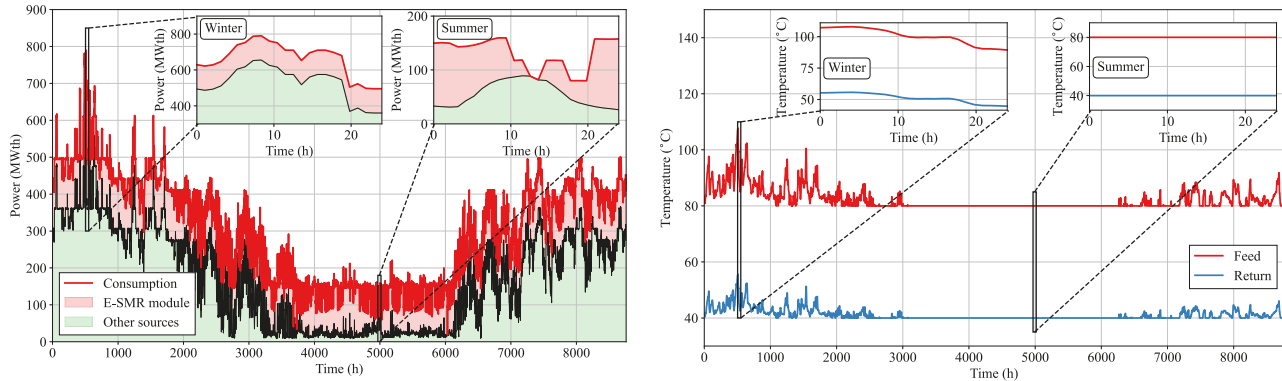 900
800
700
600
500
400
300
200
100
0
Power (MWth)
0 1000 2000 3000 4000 5000 6000 7000 8000
Time (h)
Consumption
E-SMR module
Other sources
Winter
800
600
400
Power (MWth)
0 10 20
Time (h)
Summer
200
100
0
Power (MWth)
0 10 20
Time (h)
140
120
100
80
60
40
Temperature (°C)
0 1000 2000 3000 4000 5000 6000 7000 8000
Time (h)
Feed
Return
Winter
100
50
Temperature (°C)
0 10 20
Time (h)
Summer
80
60
40
Temperature (°C)
0 10 20
Time (h)